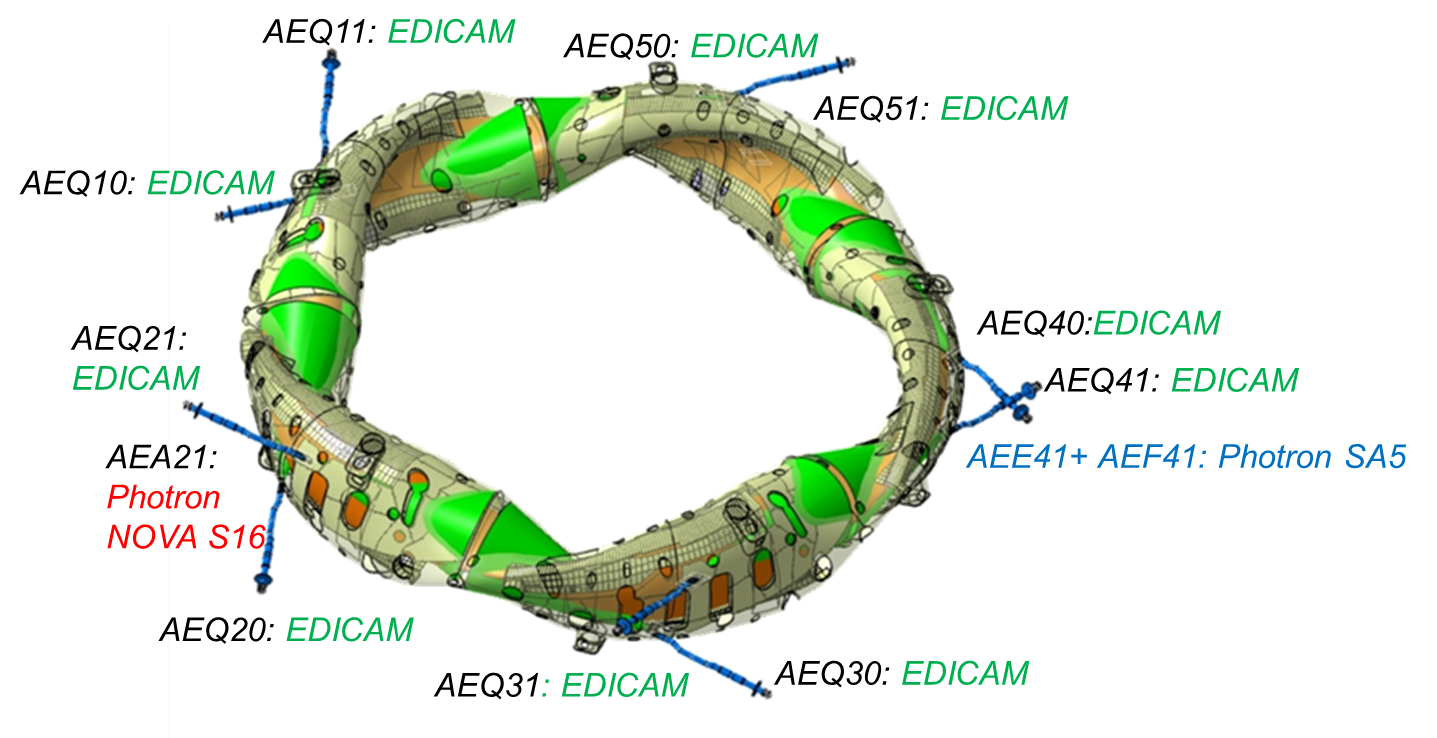 AEQ11: EDICAM
AEQ50: EDICAM
AEQ51: EDICAM
AEQ10: EDICAM
AEQ40:EDICAM
AEQ21:
EDICAM
AEQ41: EDICAM
AEA21:
Photron
NOVA S16
AEE41+ AEF41: Photron SA5
AEQ20: EDICAM
AEQ31: EDICAM
AEQ30: EDICAM